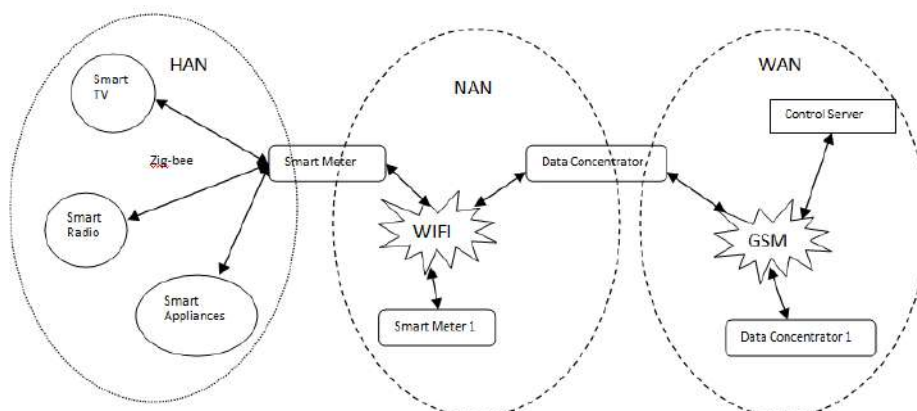 HAN
Smart
TV
Zig-bee
Smart
Radio
Smart
Appliances
Smart Meter
NAN
WIFI
Smart Meter 1
Data Concentrator
WAN
Control Server
GSM
Data Concentrator 1